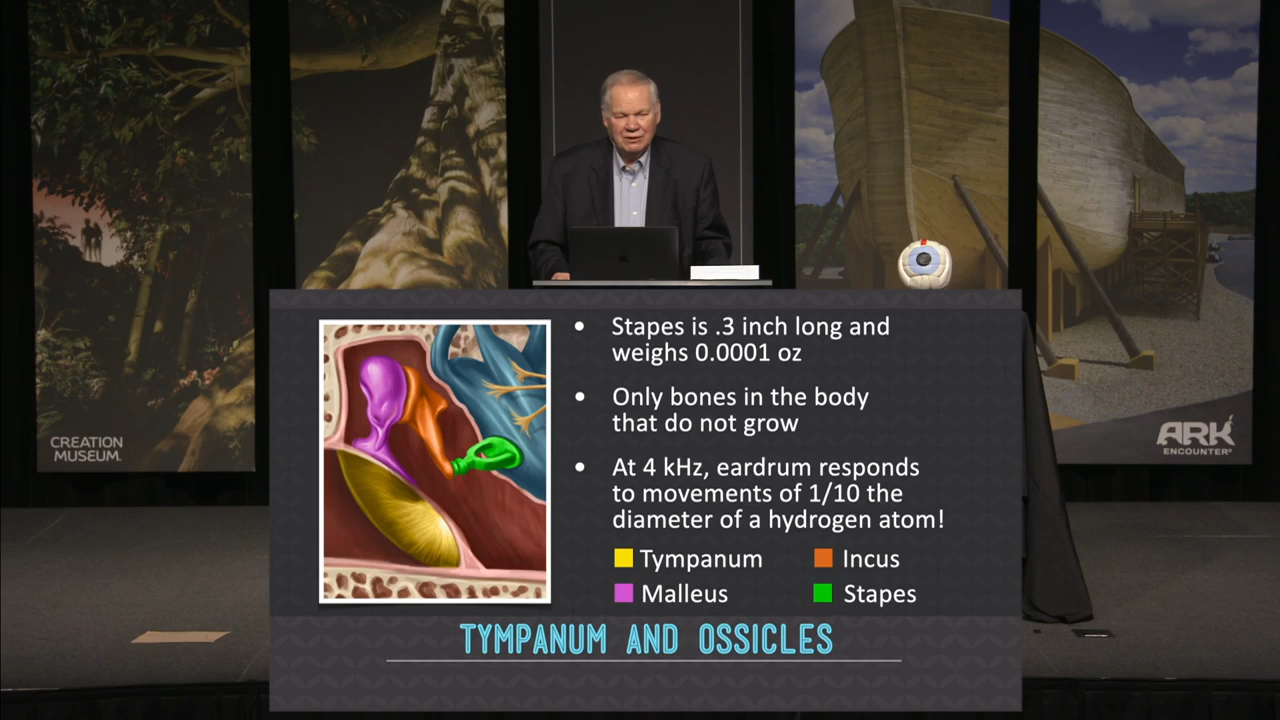 CREATION
MUSEUM
ARK
ENCOUNTER
• Stapes is .3 inch long and
weighs 0.0001 oz
• Only bones in the body
that do not grow
• At 4 kHz, eardrum responds
to movements of 1/10 the
diameter of a hydrogen atom!
Tympanum
Incus
Malleus
Stapes
TYMPANUM AND OSSICLES